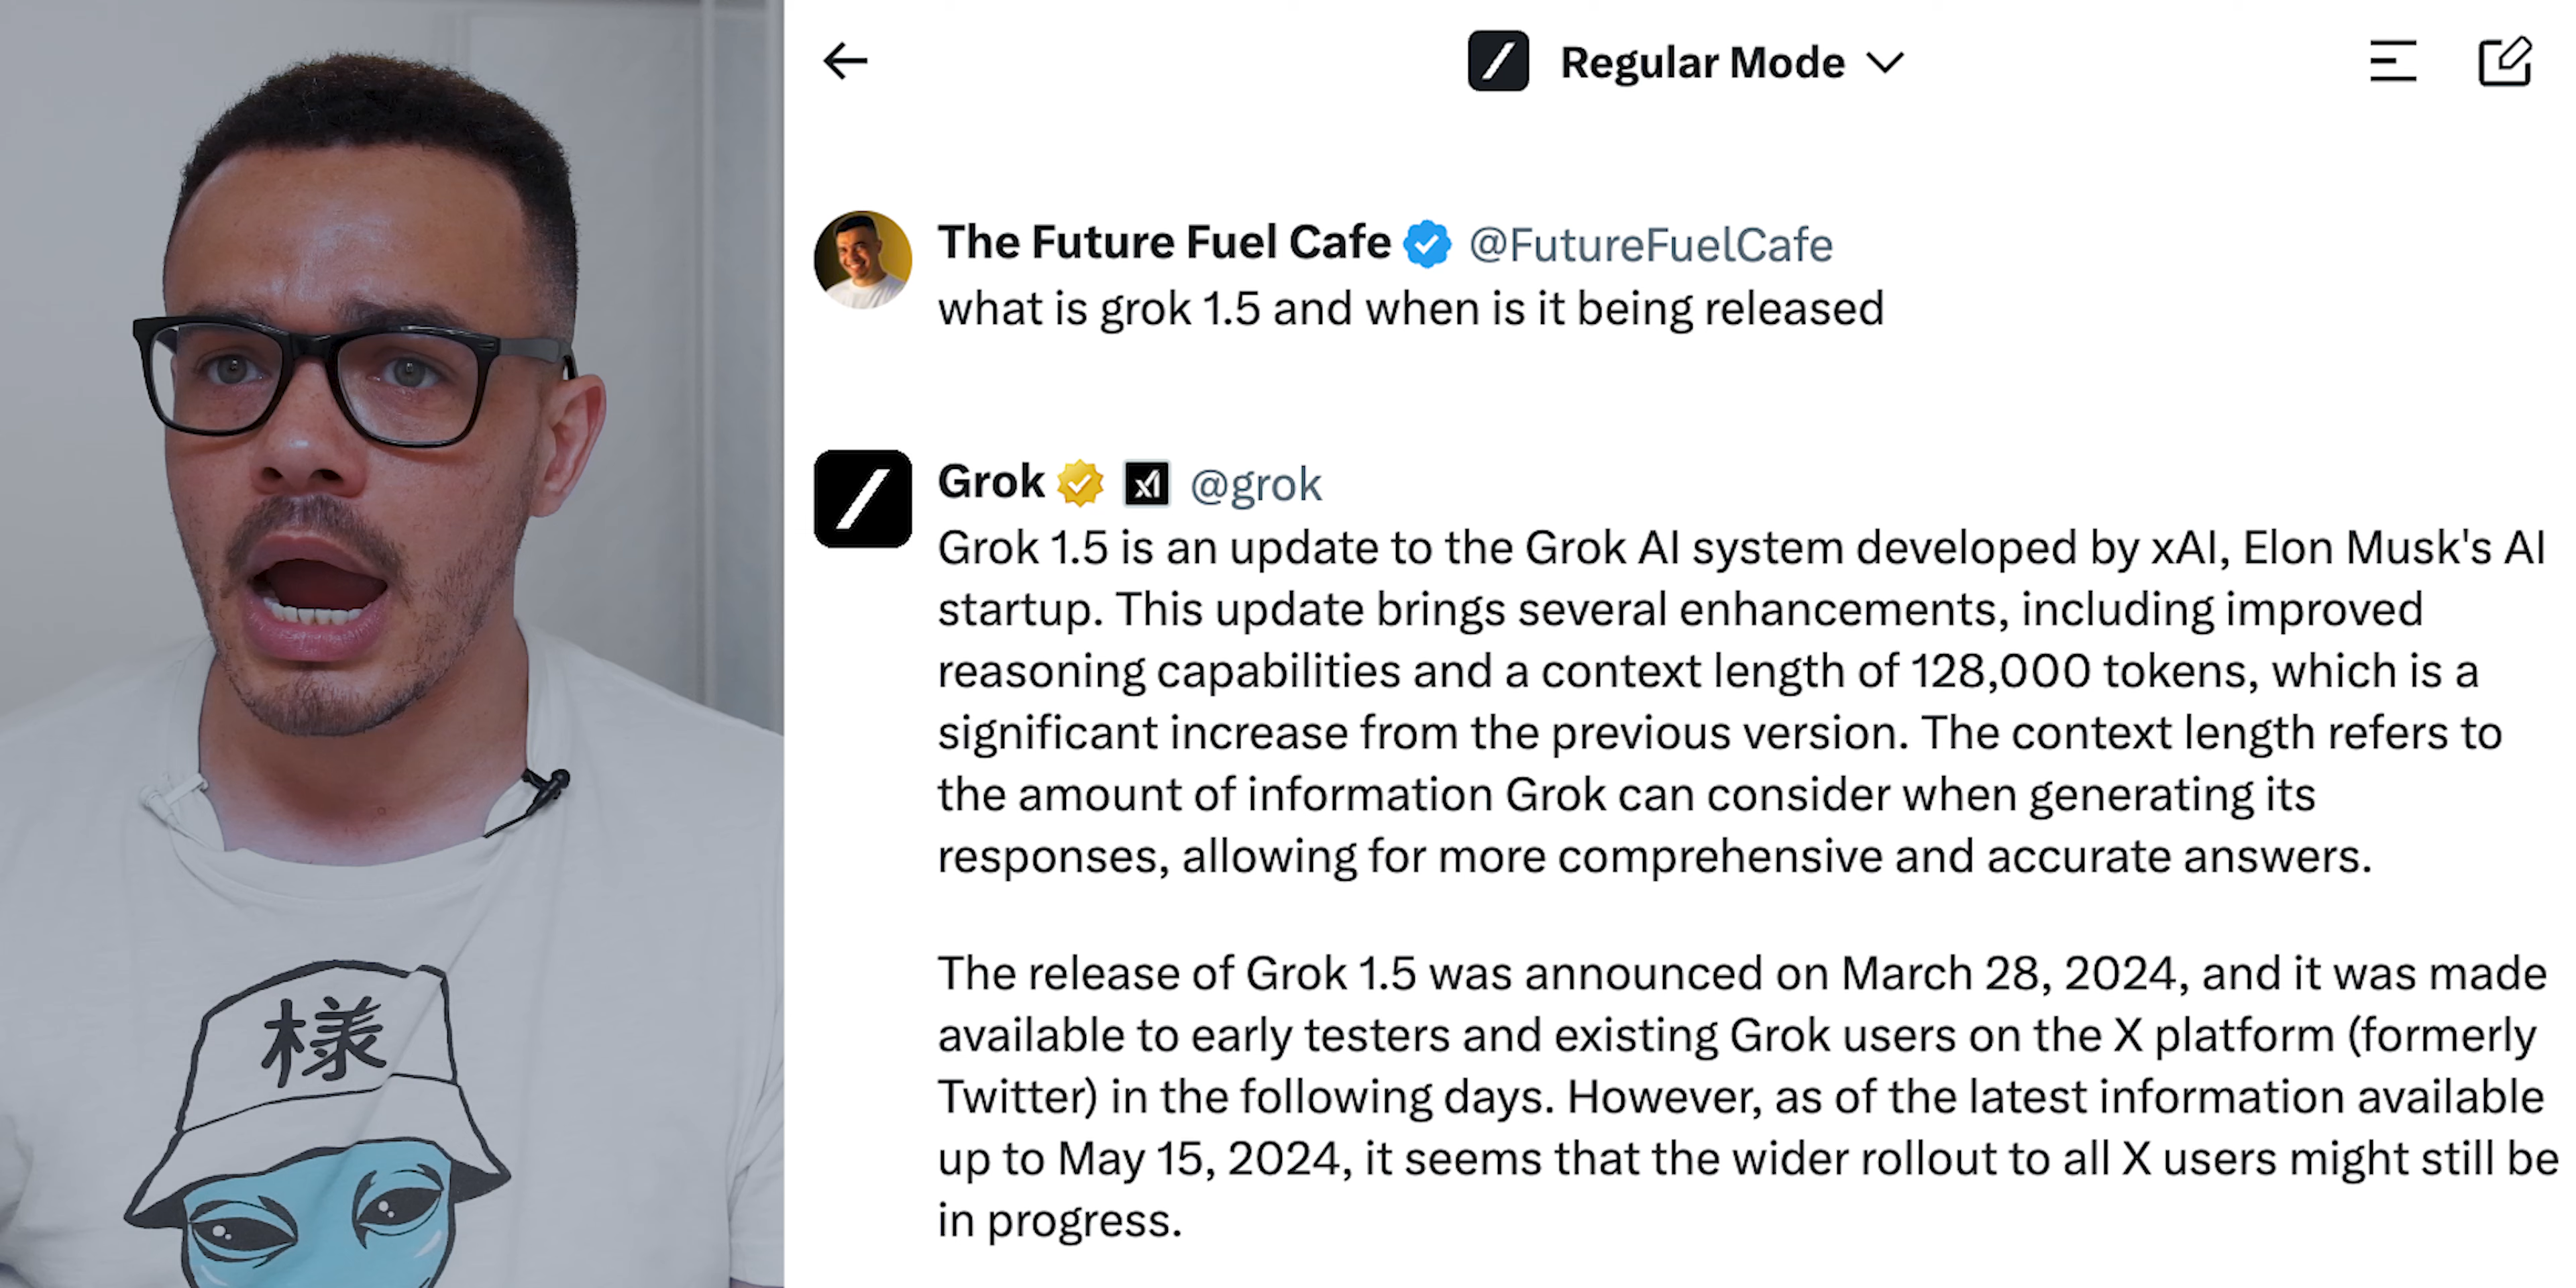 Regular Mode
The Future Fuel Cafe @FutureFuelCafe
what is grok 1.5 and when is it being released
Grok xI @grok
Grok 1.5 is an update to the Grok AI system developed by xAI, Elon Musk's AI
startup. This update brings several enhancements, including improved
reasoning capabilities and a context length of 128,000 tokens, which is a
significant increase from the previous version. The context length refers to
the amount of information Grok can consider when generating its
responses, allowing for more comprehensive and accurate answers.
The release of Grok 1.5 was announced on March 28, 2024, and it was made
available to early testers and existing Grok users on the X platform (formerly
Twitter) in the following days. However, as of the latest information available
up to May 15, 2024, it seems that the wider rollout to all X users might still be
in progress.
様